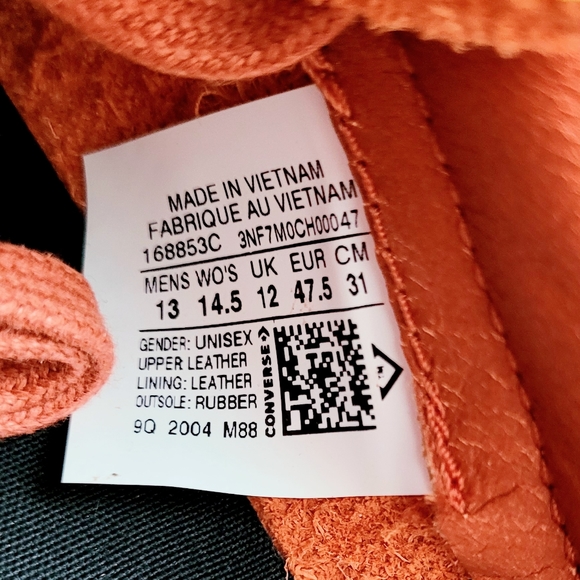 MADE IN VIETNAM
FABRIQUE AU VIETNAM
168853C 3NF7M0CH00047
MENS WO'S UK EUR CM
13 14.5 12 47.5 31
GENDER: UNISEX
UPPER LEATHER
LINING: LEATHER
OUTSOLE: RUBBER
9Q 2004 M88
CONVERSE